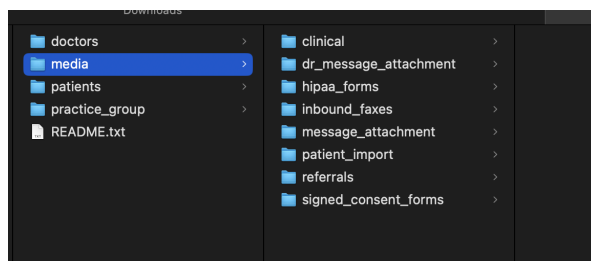 Downloads
doctors
media
patients
practice_group
README.txt
clinical
dr_message_attachment
hipaa_forms
inbound_faxes
message_attachment
patient_import
referrals
signed_consent_forms